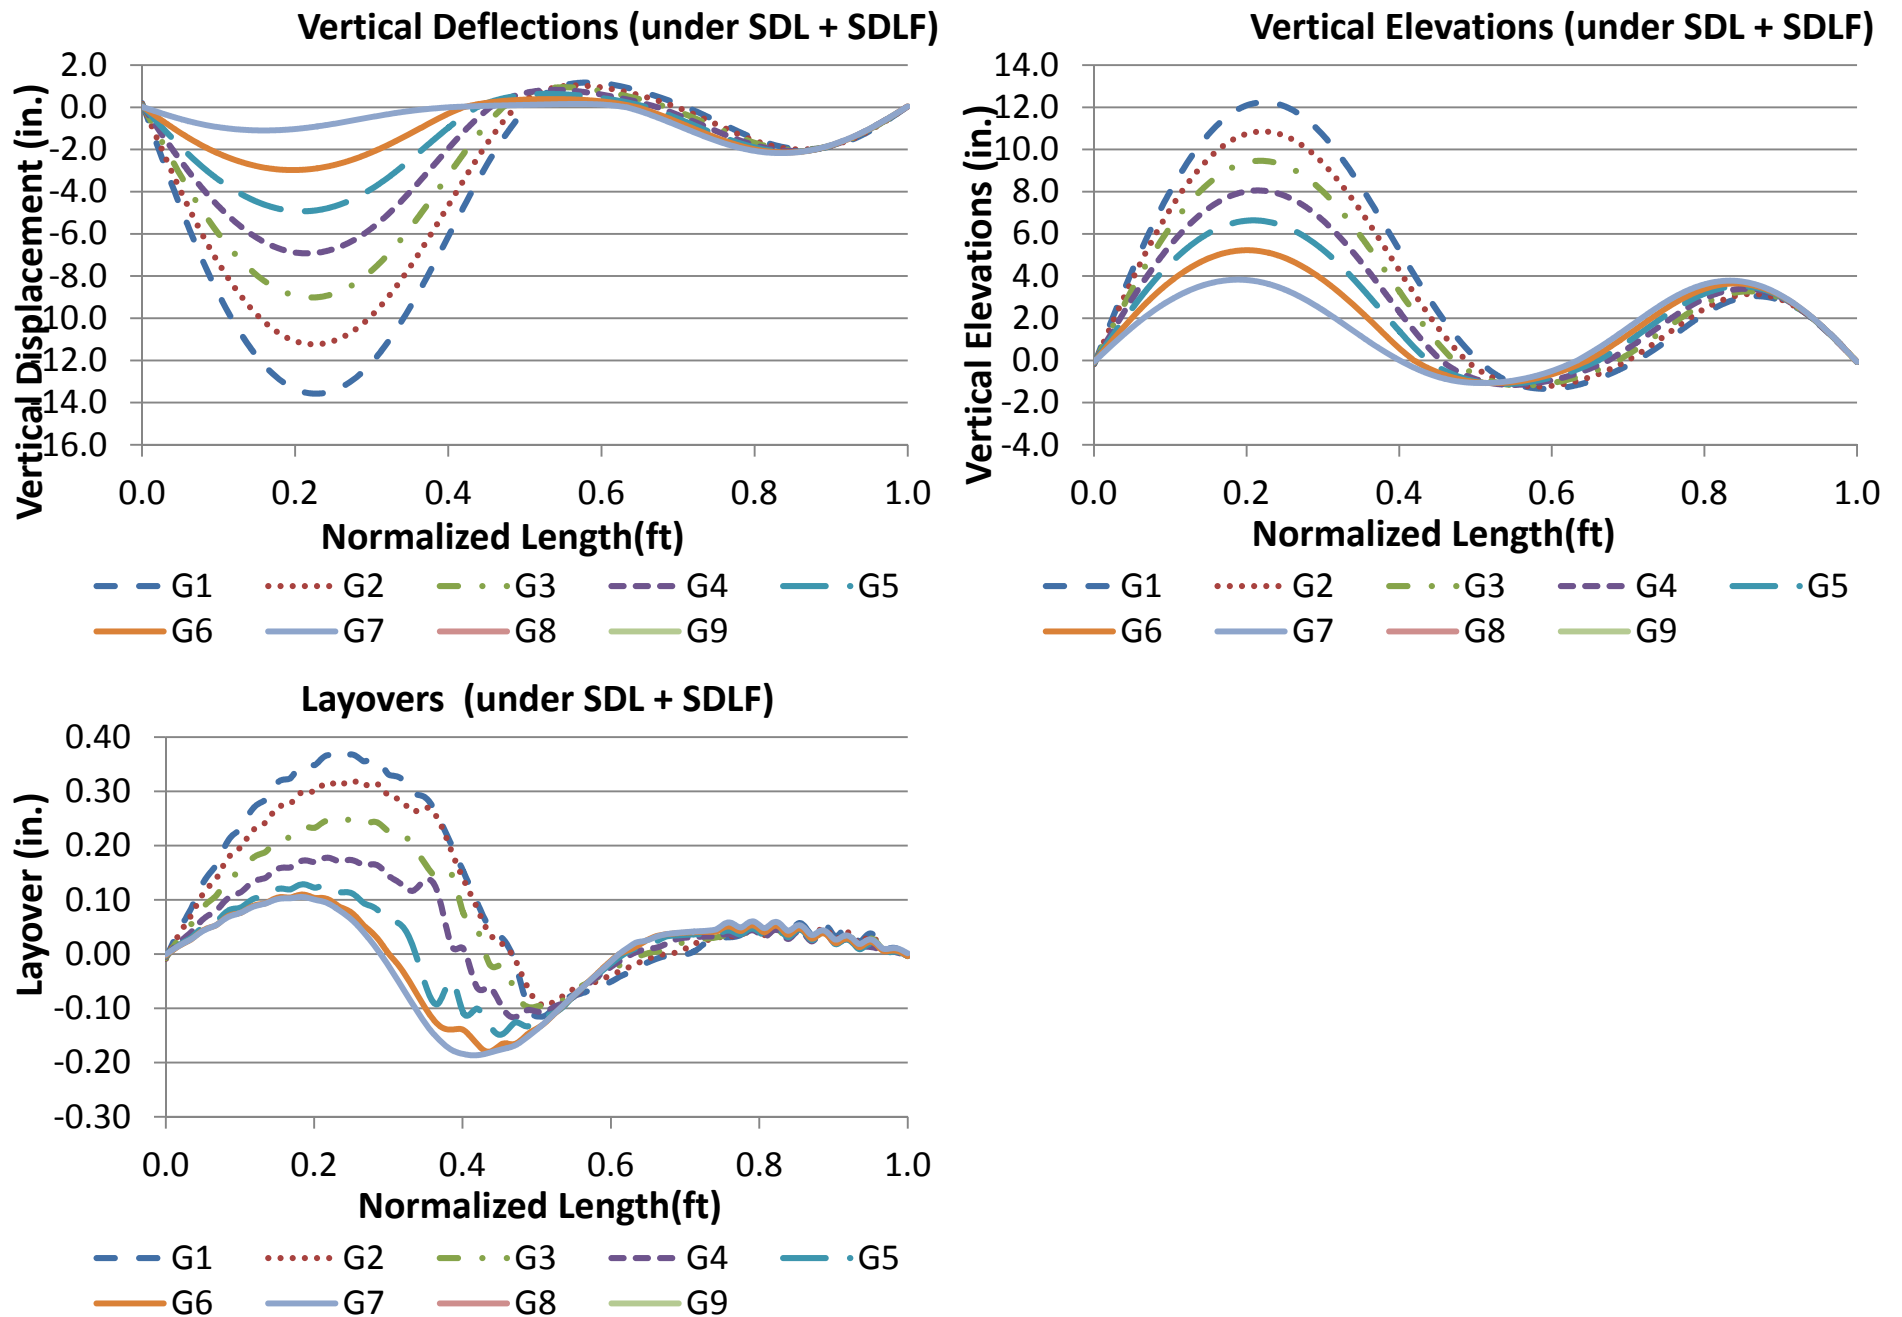 Vertical Deflections (under SDL + SDLF)
2.0
0.0
-2.0
-4.0
-6.0
-8.0
10.0
12.0
14.0
16.0
Vertical Displacement (in.)
0.0 0.2 0.4 0.6 0.8 1.0
Normalized Length(ft)
G1 G2 G3 G4 G5
G6 G7 G8 G9
Vertical Elevations (under SDL + SDLF)
14.0
12.0
10.0
8.0
6.0
4.0
2.0
0.0
-2.0
-4.0
Vertical Elevations (in.)
0.0 0.2 0.4 0.6 0.8 1.0
Normalized Length(ft)
G1 G2 G3 G4 G5
G6 G7 G8 G9
Layovers (under SDL + SDLF)
0.40
0.30
0.20
0.10
0.00
-0.10
-0.20
-0.30
Layover (in.)
0.0 0.2 0.4 0.6 0.8 1.0
Normalized Length(ft)
G1 G2 G3 G4 G5
G6 G7 G8 G9